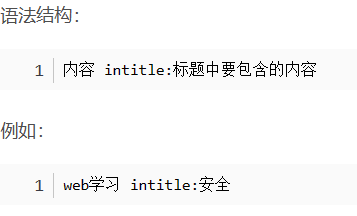 语法结构：
1 内容 intitle:标题中要包含的内容
例如：
1 web学习 intitle:安全